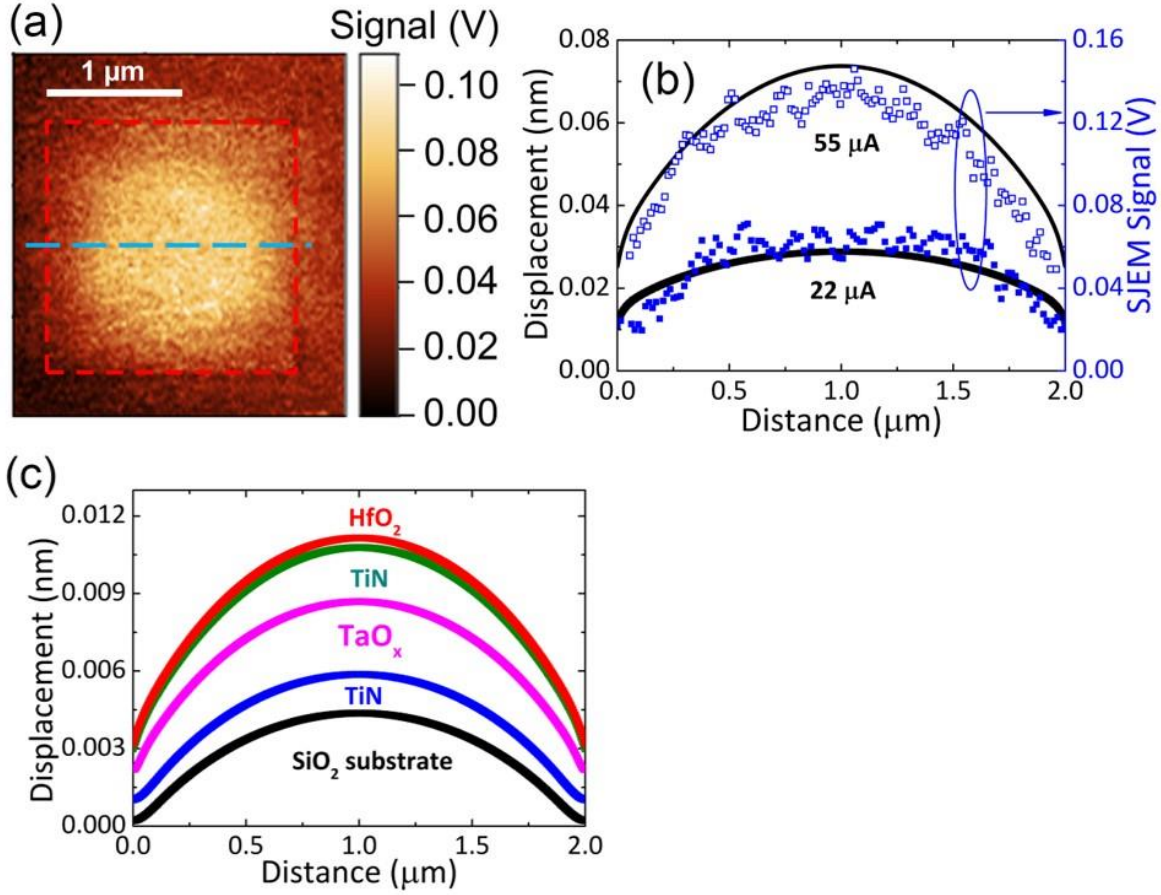 (a)
Signal (V)
1 μm
0.10
0.08
0.06
0.04
0.02
0.00
(b)
0.08
0.06
0.04
0.02
0.00
Displacement (nm)
55 μA
22 μA
0.16
0.12
0.08
0.04
0.00
SJEM Signal (V)
0.0 0.5 1.0 1.5 2.0
Distance (μm)
(c)
0.012
0.009
0.006
0.003
0.000
Displacement (nm)
HfO₂
TiN
TaOₓ
TiN
SiO₂ substrate
0.0 0.5 1.0 1.5 2.0
Distance (μm)